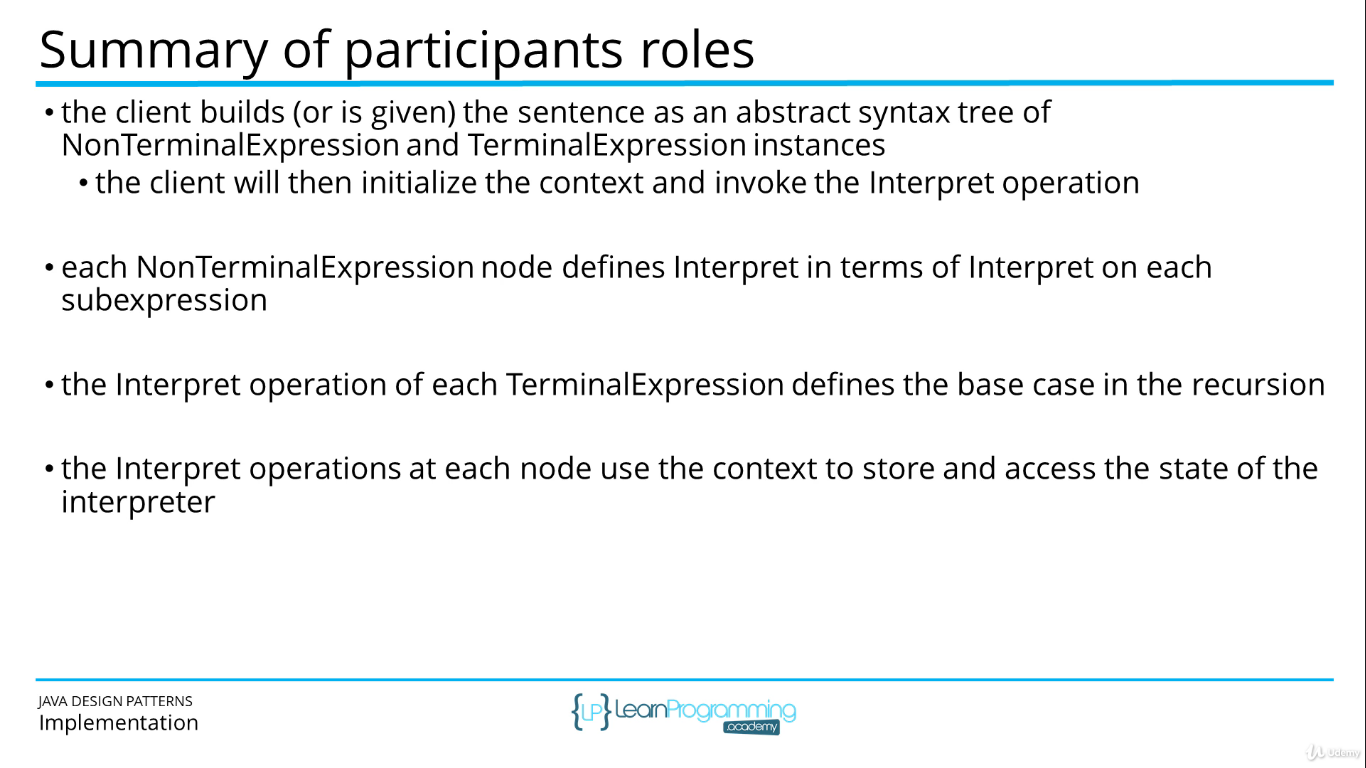 Summary of participants roles
• the client builds (or is given) the sentence as an abstract syntax tree of
NonTerminalExpression and TerminalExpression instances
• the client will then initialize the context and invoke the Interpret operation
• each NonTerminalExpression node defines Interpret in terms of Interpret on each
subexpression
• the Interpret operation of each TerminalExpression defines the base case in the recursion
• the Interpret operations at each node use the context to store and access the state of the
interpreter
JAVA DESIGN PATTERNS
Implementation
{LP} LearnProgramming
.academy
Udemy